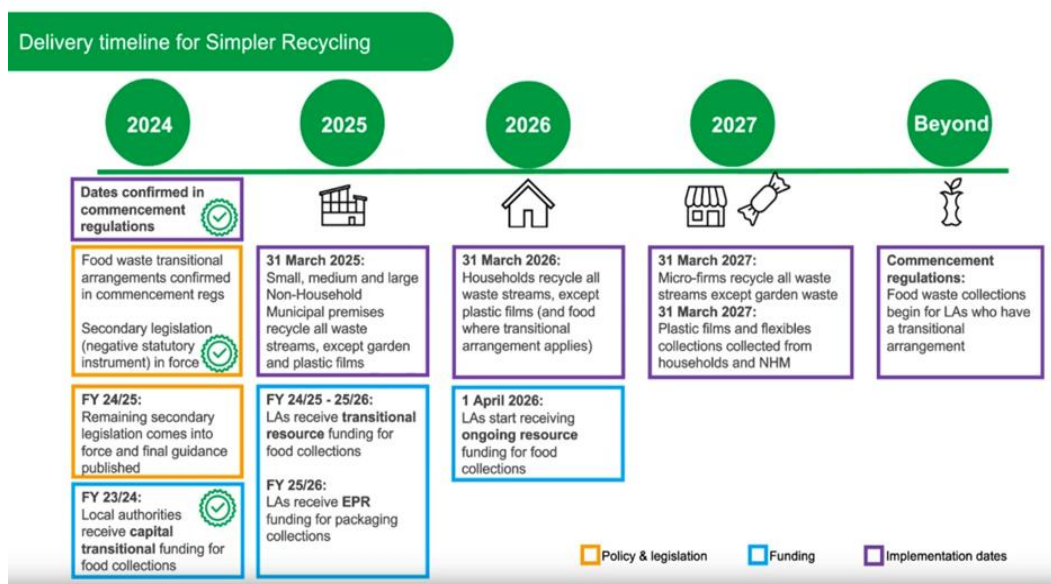 Delivery timeline for Simpler Recycling
2024
2025
2026
2027
Beyond
Dates confirmed in
commencement
regulations
Food waste transitional
arrangements confirmed
in commencement regs
Secondary legislation
(negative statutory
instrument) in force
FY 24/25:
Remaining secondary
legislation comes into
force and final guidance
published
FY 23/24:
Local authorities
receive capital
transitional funding for
food collections
31 March 2025:
Small, medium and large
Non-Household
Municipal premises
recycle all waste
streams, except garden
and plastic films
FY 24/25 - 25/26:
LAs receive transitional
resource funding for
food collections
FY 25/26:
LAs receive EPR
funding for packaging
collections
31 March 2026:
Households recycle all
waste streams, except
plastic films (and food
where transitional
arrangement applies)
1 April 2026:
LAs start receiving
ongoing resource
funding for food
collections
31 March 2027:
Micro-firms recycle all waste
streams except garden waste
31 March 2027:
Plastic films and flexibles
collections collected from
households and NHM
Commencement
regulations:
Food waste collections
begin for LAs who have
a transitional
arrangement
Policy & legislation
Funding
Implementation dates